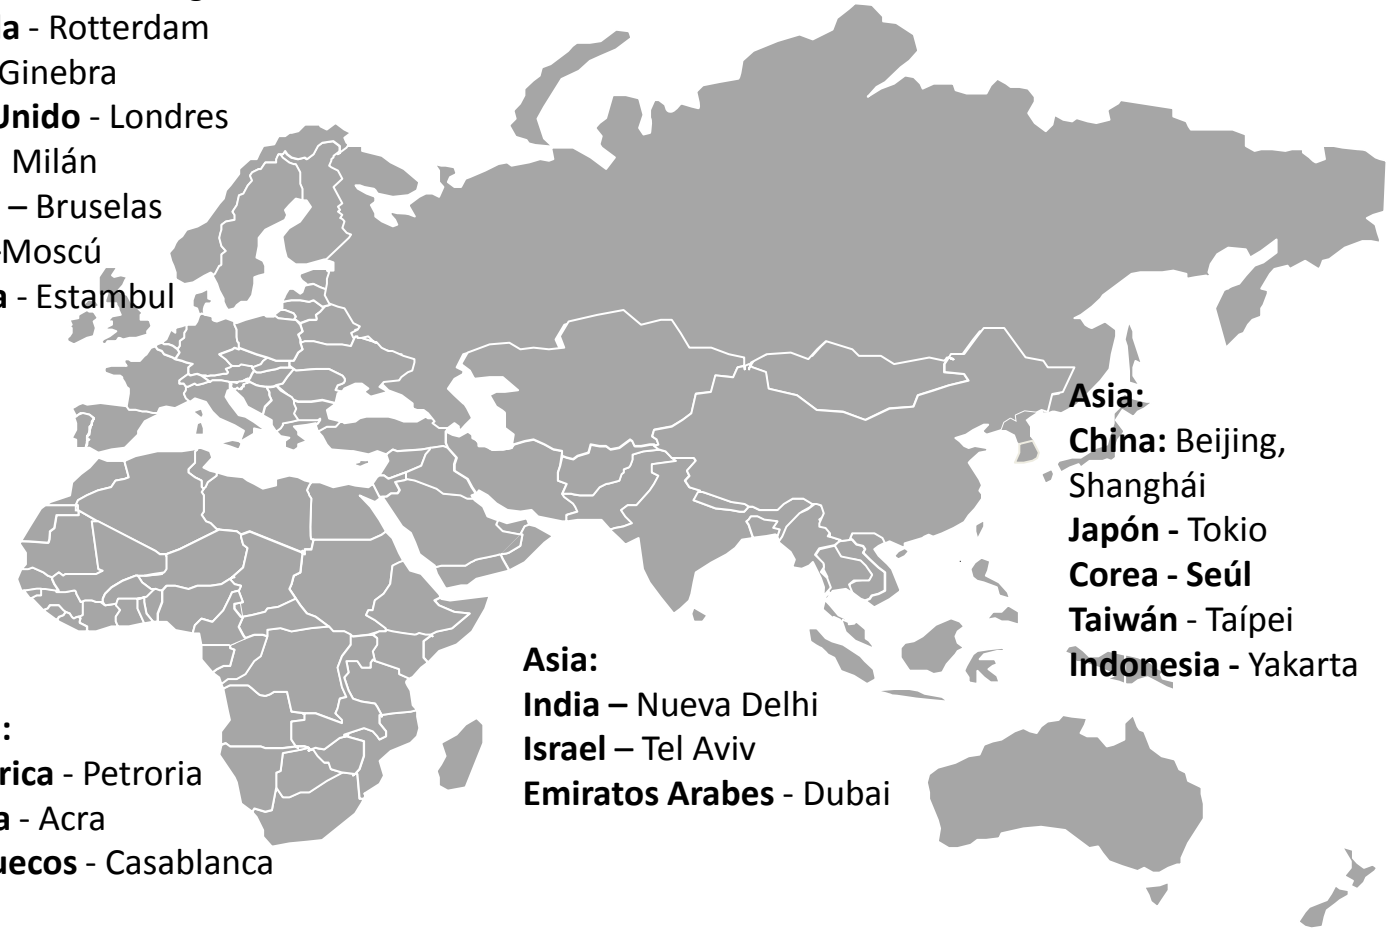 la - Rotterdam
Ginebra
Unido - Londres
Milán
– Bruselas
-Moscú
a - Estambul
Asia:
China: Beijing,
Shanghái
Japón - Tokio
Corea - Seúl
Taiwán - Taípei
Indonesia - Yakarta
Asia:
India – Nueva Delhi
Israel – Tel Aviv
Emiratos Arabes - Dubai
:
rica - Petroria
a - Acra
uecos - Casablanca